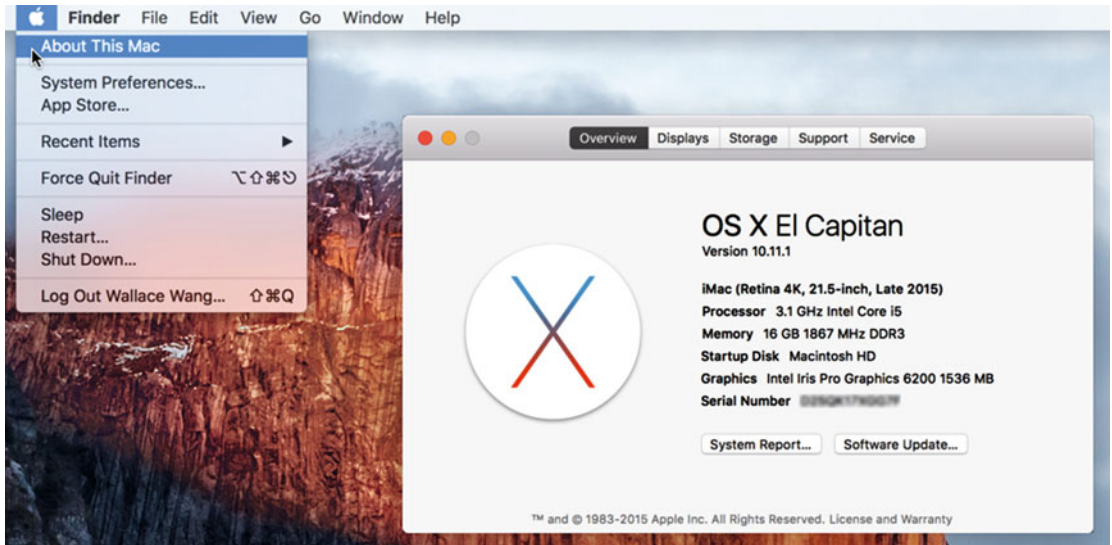 Finder File Edit View Go Window Help
About This Mac
System Preferences...
App Store...
Recent Items ▶
Force Quit Finder ⌥⇧⌘⎋
Sleep
Restart...
Shut Down...
Log Out Wallace Wang... ⇧⌘Q
Overview Displays Storage Support Service
OS X El Capitan
Version 10.11.1
iMac (Retina 4K, 21.5-inch, Late 2015)
Processor 3.1 GHz Intel Core i5
Memory 16 GB 1867 MHz DDR3
Startup Disk Macintosh HD
Graphics Intel Iris Pro Graphics 6200 1536 MB
Serial Number
System Report... Software Update...
™ and © 1983-2015 Apple Inc. All Rights Reserved. License and Warranty